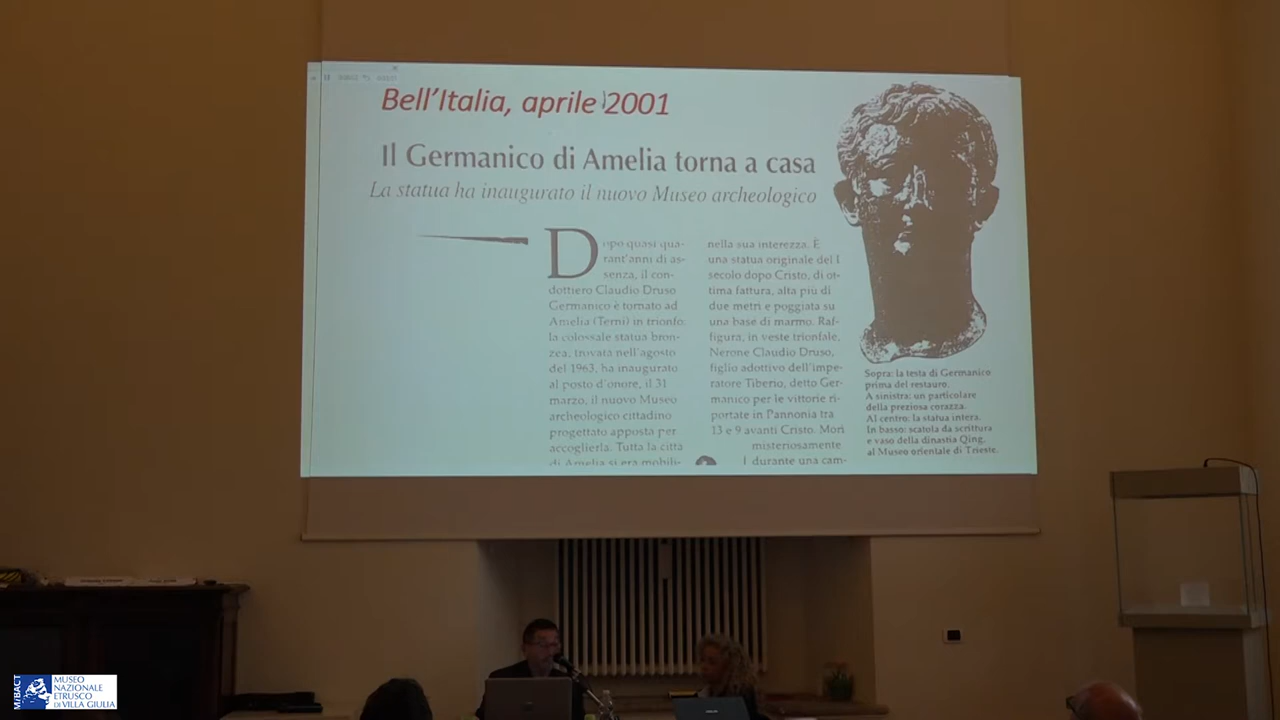 Bell'Italia, aprile 2001
Il Germanico di Amelia torna a casa
La statua ha inaugurato il nuovo Museo archeologico
Dopo quasi qua-
rant'anni di as-
senza, il con-
dottiero Claudio Druso
Germanico è tornato ad
Amelia (Terni) in trionfo:
la colossale statua bron-
zea, trovata nell'agosto
del 1963, ha inaugurato
al posto d'onore, il 31
marzo, il nuovo Museo
archeologico cittadino
progettato apposta per
accoglierla. Tutta la città
di Amelia si era mobili-
nella sua interezza. È
una statua originale del I
secolo dopo Cristo, di ot-
tima fattura, alta più di
due metri e poggiata su
una base di marmo. Raf-
figura, in veste trionfale,
Nerone Claudio Druso,
figlio adottivo dell'impe-
ratore Tiberio, detto Ger-
manico per le vittorie ri-
portate in Pannonia tra
13 e 9 avanti Cristo. Morì
misteriosamente
durante una cam-
Sopra: la testa di Germanico
prima del restauro.
A sinistra: un particolare
della preziosa corazza.
Al centro: la statua intera.
In basso: scatola da scrittura
e vaso della dinastia Qing,
al Museo orientale di Trieste.
MiBACT
MUSEO
NAZIONALE
ETRUSCO
DI VILLA GIULIA